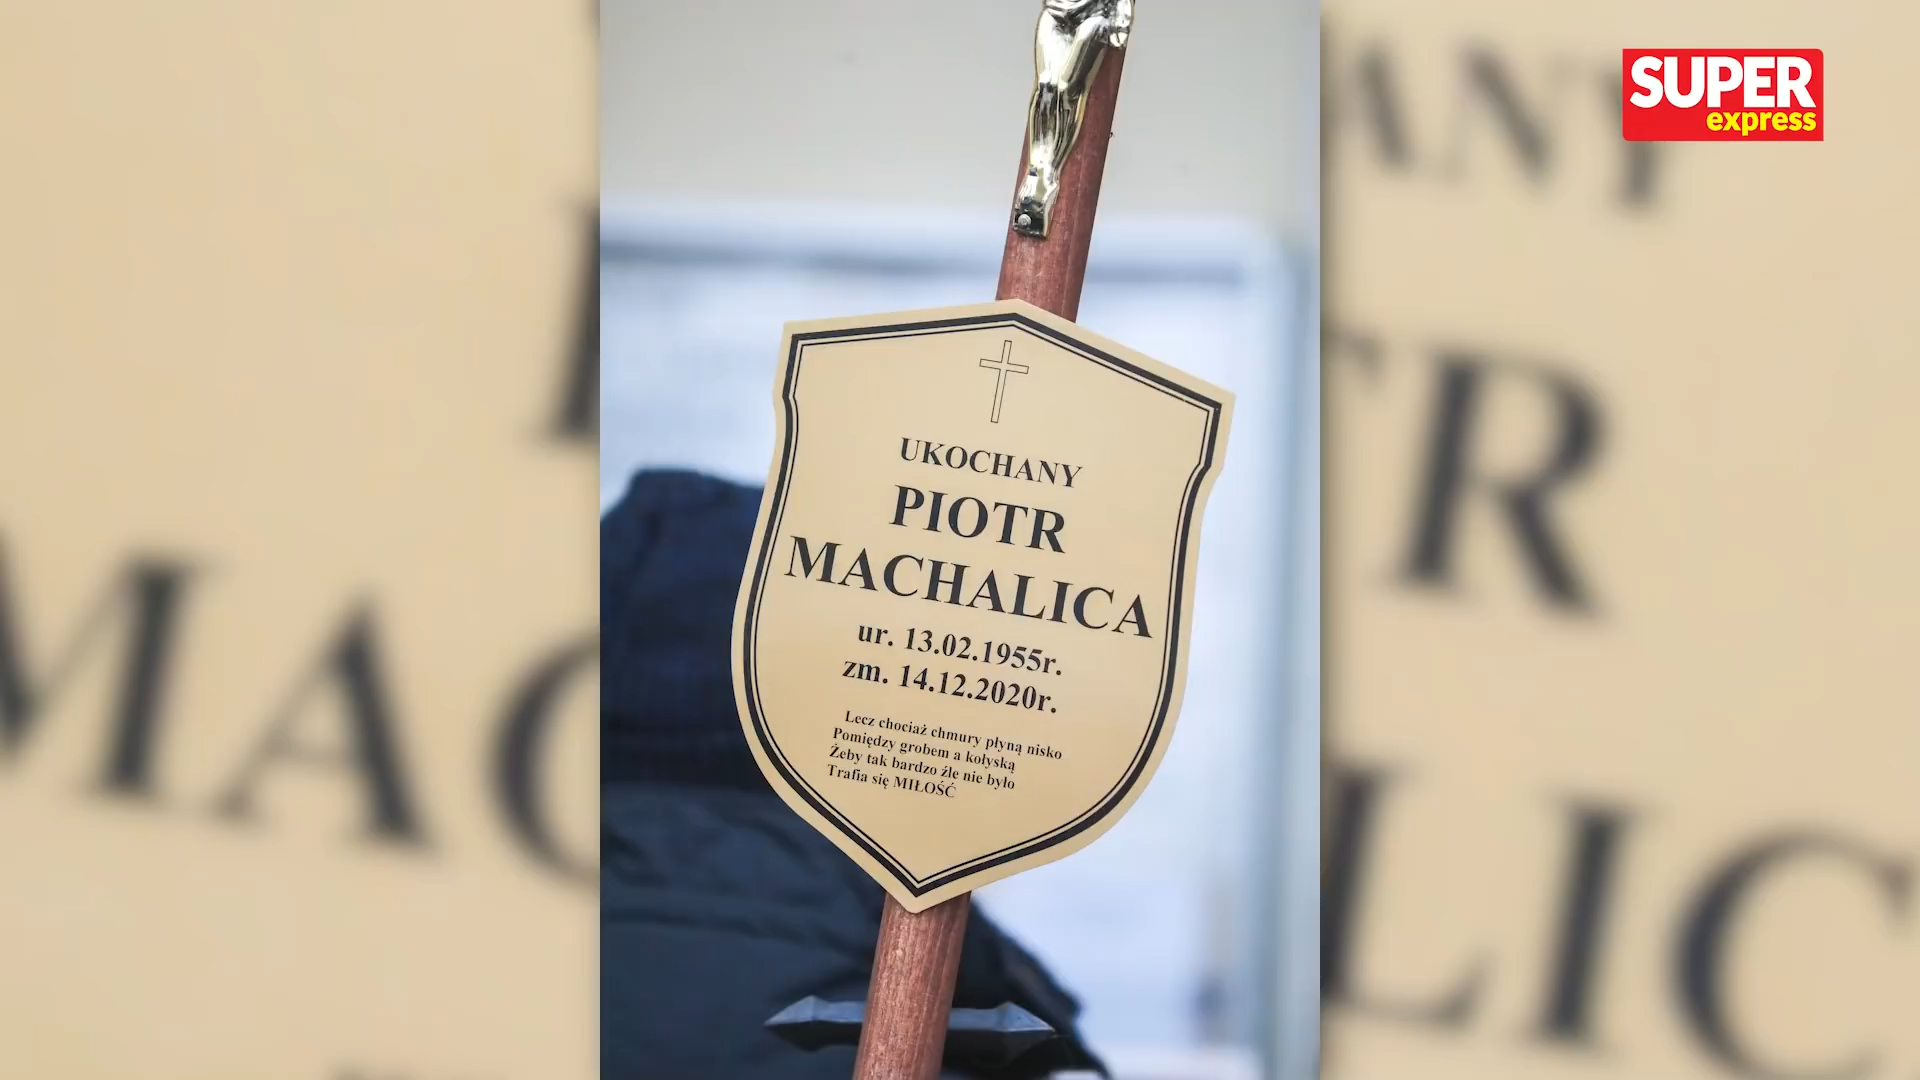 SUPER
express
UKOCHANY
PIOTR
MACHALICA
ur. 13.02.1955r.
zm. 14.12.2020r.
Lecz chociaż chmury płyną nisko
Pomiędzy grobem a kołyską
Żeby tak bardzo źle nie było
Trafia się MIŁOŚĆ